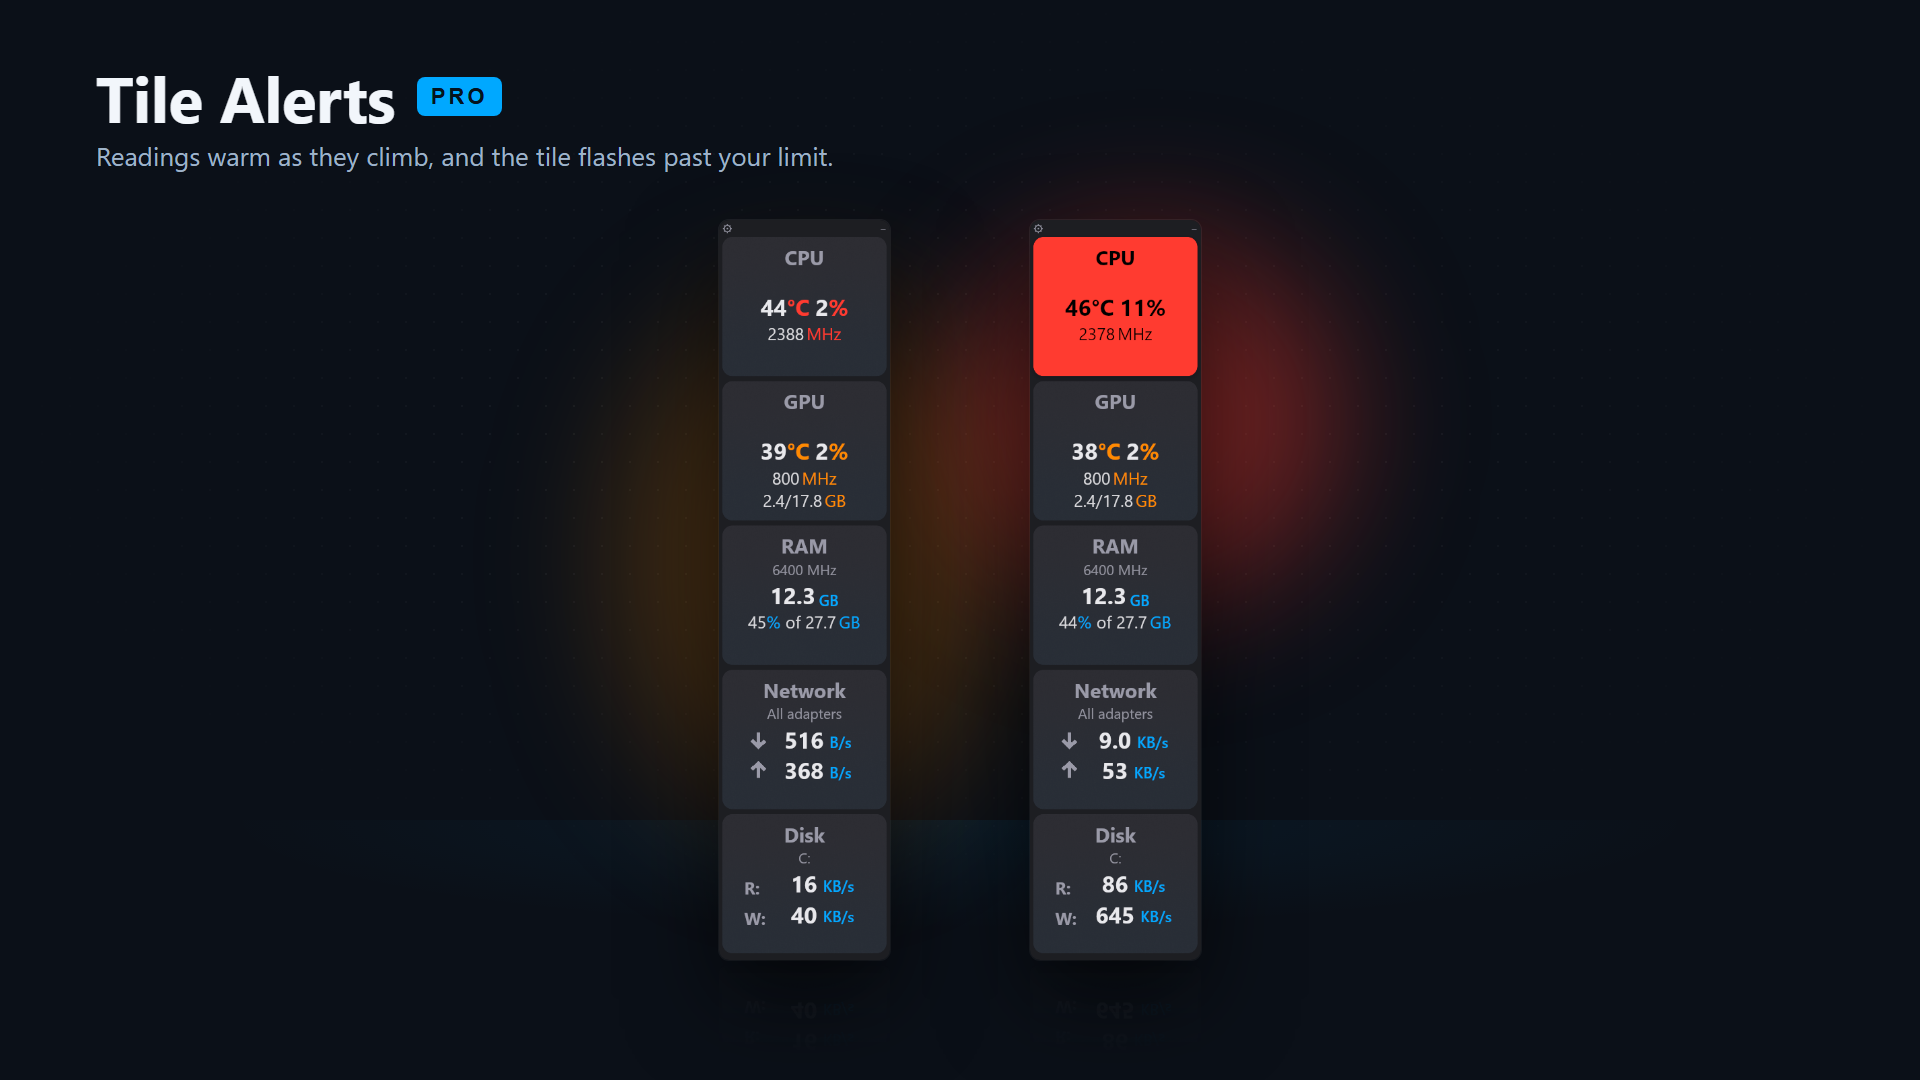 Tile Alerts PRO
Readings warm as they climb, and the tile flashes past your limit.
CPU
44°C 2%
2388 MHz
GPU
39°C 2%
800 MHz
2.4/17.8 GB
RAM
6400 MHz
12.3 GB
45% of 27.7 GB
Network
All adapters
↓ 516 B/s
↑ 368 B/s
Disk
C:
R: 16 KB/s
W: 40 KB/s
CPU
46°C 11%
2378 MHz
GPU
38°C 2%
800 MHz
2.4/17.8 GB
RAM
6400 MHz
12.3 GB
44% of 27.7 GB
Network
All adapters
↓ 9.0 KB/s
↑ 53 KB/s
Disk
C:
R: 86 KB/s
W: 645 KB/s